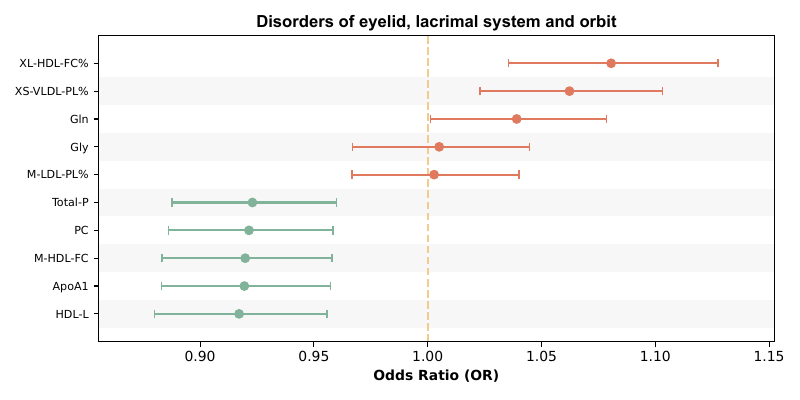 Disorders of eyelid, lacrimal system and orbit
XL-HDL-FC%
XS-VLDL-PL%
Gln
Gly
M-LDL-PL%
Total-P
PC
M-HDL-FC
ApoA1
HDL-L
0.90 0.95 1.00 1.05 1.10 1.15
Odds Ratio (OR)